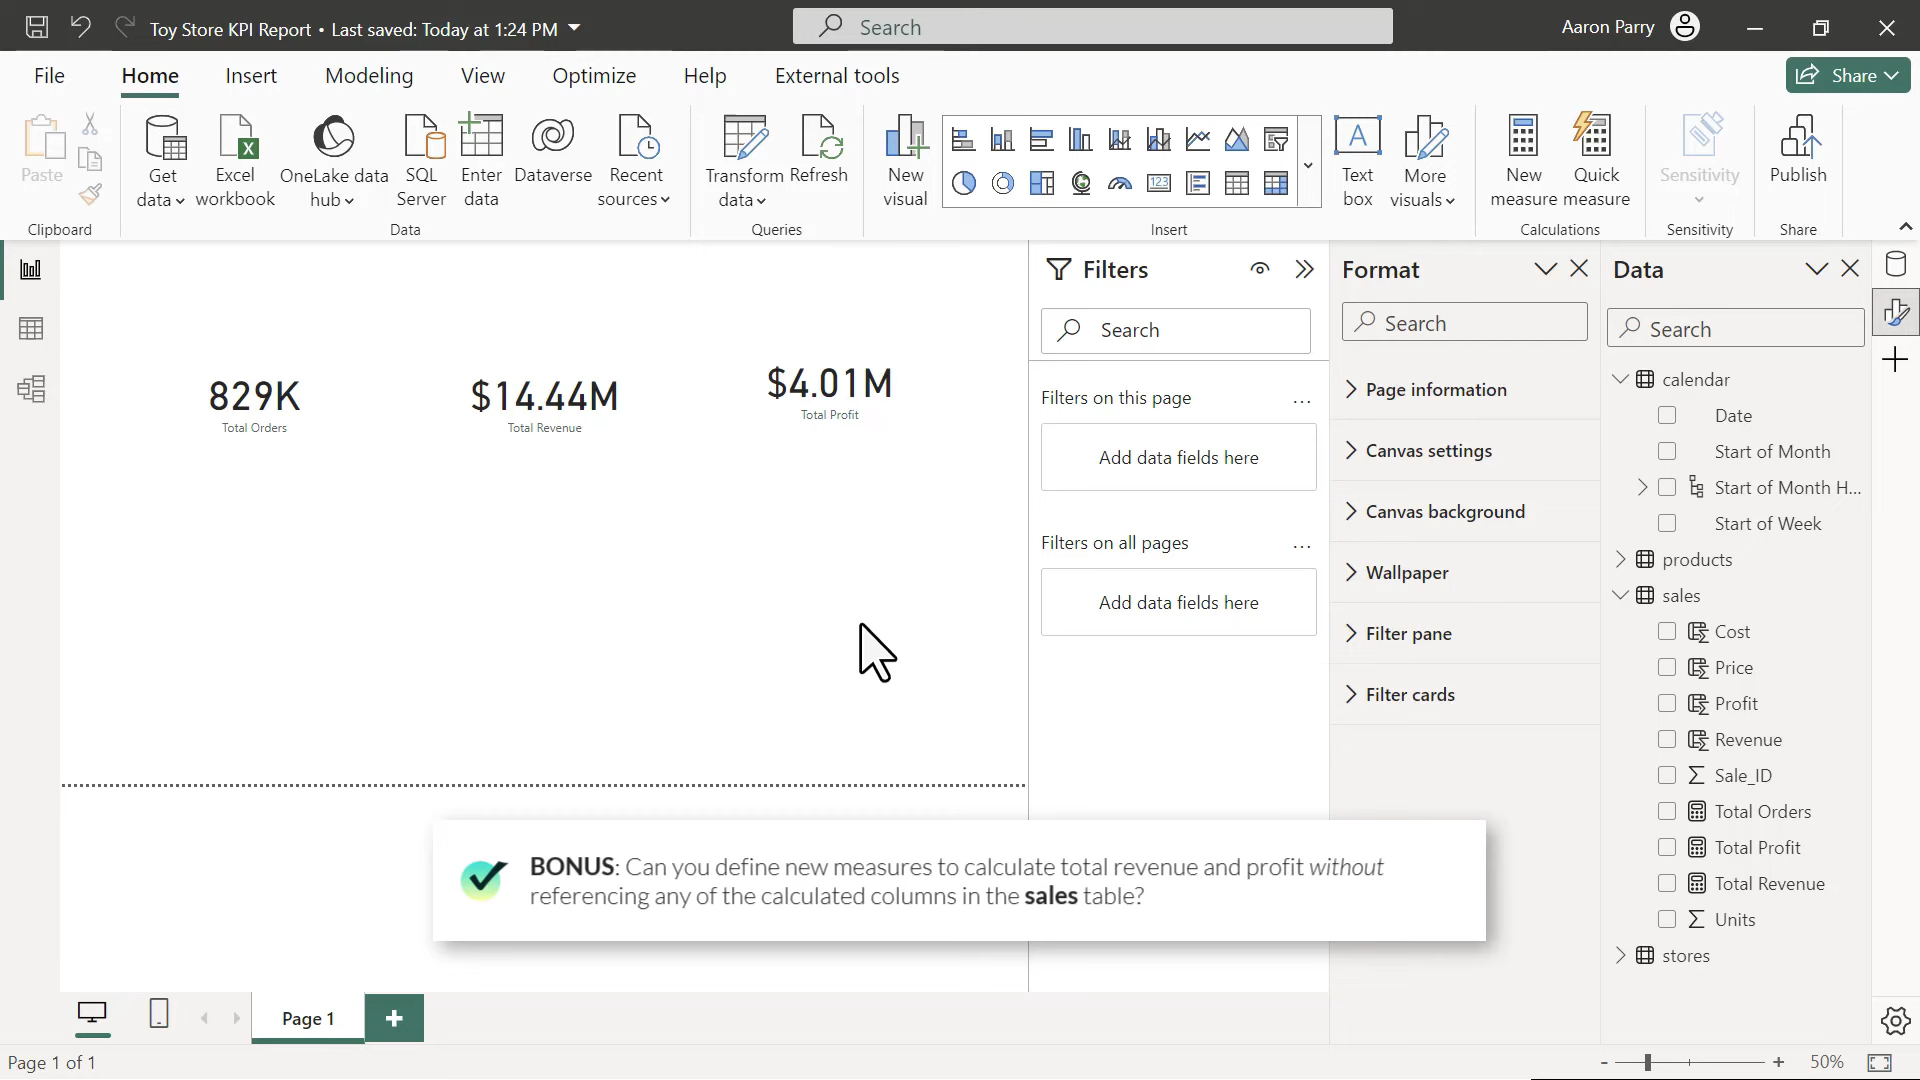 Toy Store KPI Report • Last saved: Today at 1:24 PM
Search
Aaron Parry
File
Home
Insert
Modeling
View
Optimize
Help
External tools
Share
Paste
Get
data
Excel
workbook
OneLake data
hub
SQL
Server
Enter
data
Dataverse
Recent
sources
Transform
data
Refresh
New
visual
Text
box
More
visuals
New
measure
Quick
measure
Sensitivity
Publish
Clipboard
Data
Queries
Insert
Calculations
Sensitivity
Share
829K
Total Orders
$14.44M
Total Revenue
$4.01M
Total Profit
Filters
Search
Filters on this page
...
Add data fields here
Filters on all pages
...
Add data fields here
Format
Search
Page information
Canvas settings
Canvas background
Wallpaper
Filter pane
Filter cards
Data
Search
calendar
Date
Start of Month
Start of Month H...
Start of Week
products
sales
Cost
Price
Profit
Revenue
Sale_ID
Total Orders
Total Profit
Total Revenue
Units
stores
BONUS: Can you define new measures to calculate total revenue and profit without
referencing any of the calculated columns in the sales table?
Page 1
Page 1 of 1
- + 50%